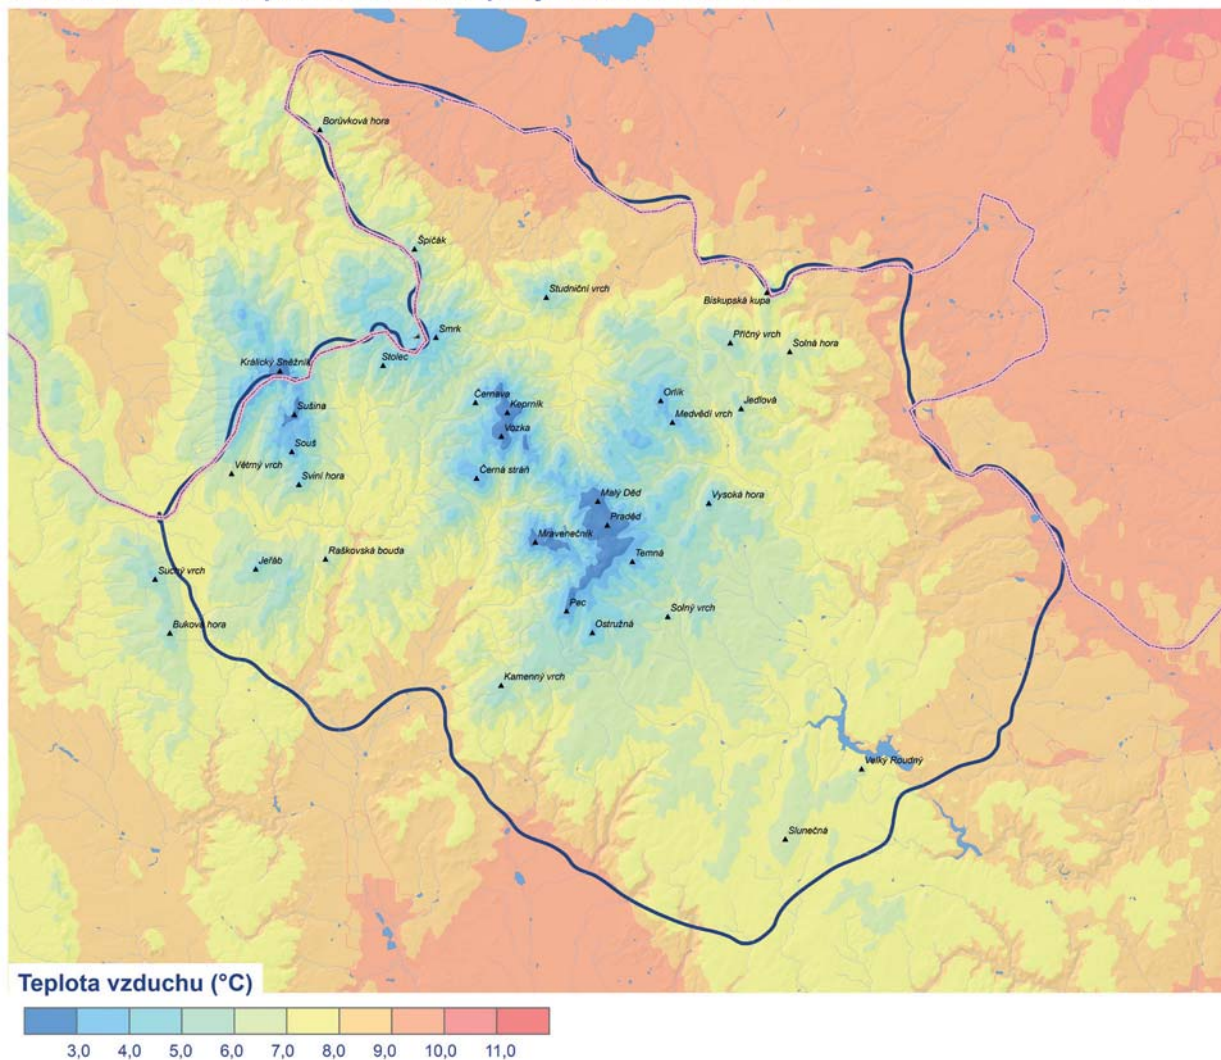 Borůvková hora
Špičák
Studniční vrch
Biskupská kupa
Smrk
Příčný vrch
Solná hora
Králický Sněžník
Stolec
Černava
Keprník
Orlík
Jedlová
Sušina
Medvědí vrch
Vozka
Souš
Větrný vrch
Sviní hora
Černá stráň
Malý Děd
Vysoká hora
Praděd
Mravenečník
Raškovská bouda
Temná
Jeřáb
Suchý vrch
Pec
Solný vrch
Buková hora
Ostružná
Kamenný vrch
Velký Roudný
Slunečná
Teplota vzduchu (°C)
3,0 4,0 5,0 6,0 7,0 8,0 9,0 10,0 11,0